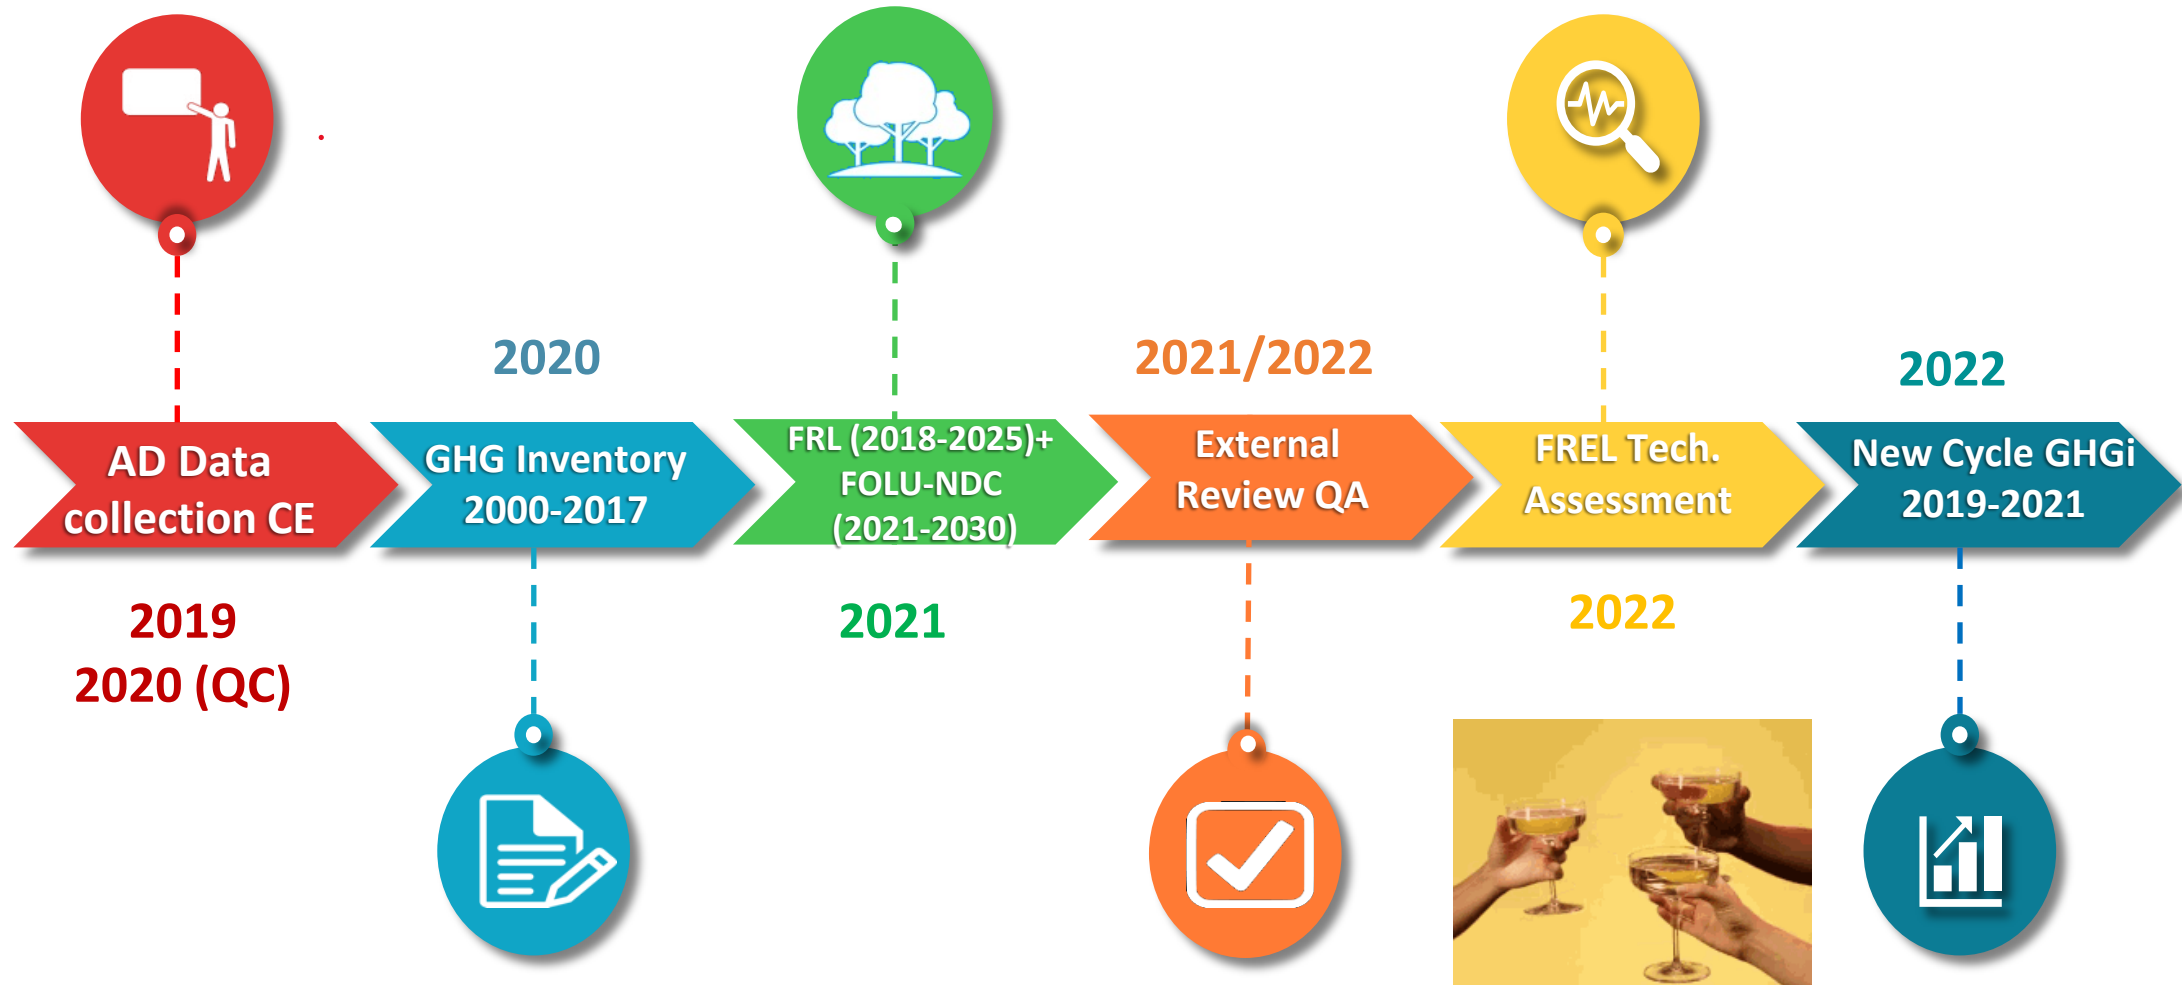 AD Data
collection CE
2019
2020 (QC)
2020
GHG Inventory
2000-2017
FRL (2018-2025)+
FOLU-NDC
(2021-2030)
2021
2021/2022
External
Review QA
FREL Tech.
Assessment
2022
2022
New Cycle GHGi
2019-2021